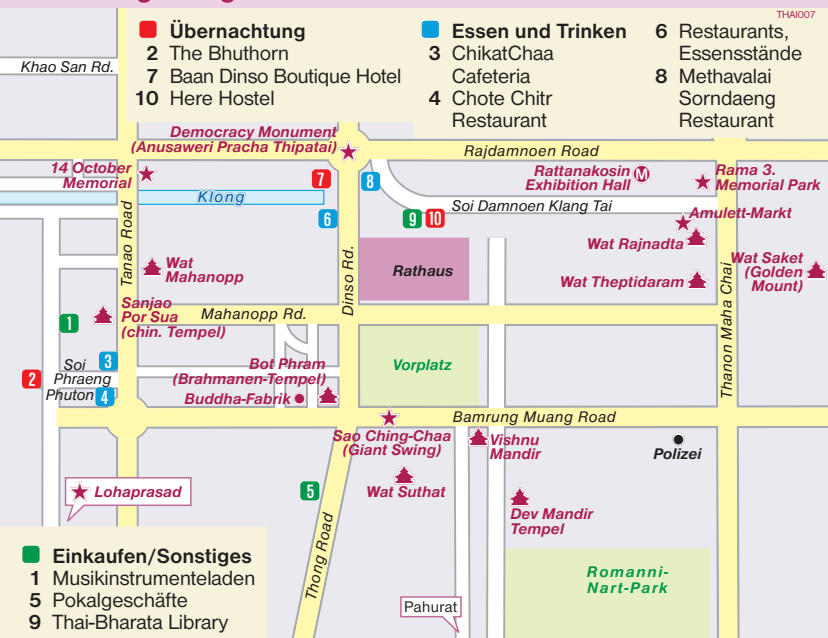 THAI007
Übernachtung
2 The Bhuthorn
7 Baan Dinso Boutique Hotel
10 Here Hostel
Essen und Trinken
3 ChikatChaa
Cafeteria
4 Chote Chitr
Restaurant
6 Restaurants,
Essensstände
8 Methavalai
Sorndaeng
Restaurant
Khao San Rd.
Democracy Monument
(Anusaweri Pracha Thipatai)
Rajdamnoen Road
14 October
Memorial
7
8
Rattanakosin
Exhibition Hall
M
Rama 3.
Memorial Park
Klong
6
9
10
Soi Damnoen Klang Tai
Amulett-Markt
Tanao Road
Dinso Rd.
Wat Rajnadta
Wat
Mahanopp
Rathaus
Wat Theptidaram
Wat Saket
(Golden
Mount)
Thanon Maha Chai
1
Sanjao
Por Sua
(chin. Tempel)
Mahanopp Rd.
2
Soi
Phraeng
Phuton
3
4
Bot Phram
(Brahmanen-Tempel)
Buddha-Fabrik
Vorplatz
Bamrung Muang Road
Sao Ching-Chaa
(Giant Swing)
Vishnu
Mandir
Polizei
Lohaprasad
5
Wat Suthat
Dev Mandir
Tempel
Thong Road
Romanni-
Nart-Park
Pahurat
Einkaufen/Sonstiges
1 Musikinstrumenteladen
5 Pokalgeschäfte
9 Thai-Bharata Library